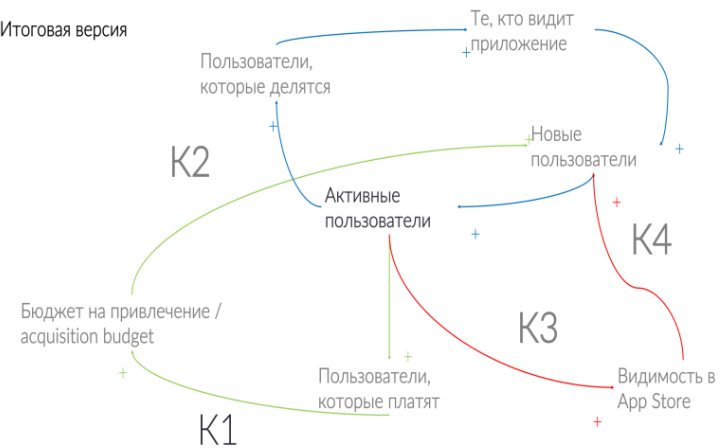 Итоговая версия
Те, кто видит
приложение
+
Пользователи,
которые делятся
+
Новые
+
пользователи
+
К2
Активные
пользователи
+
+
К4
Бюджет на привлечение /
acquisition budget
+
К3
+
Пользователи,
которые платят
Видимость в
App Store
+
К1